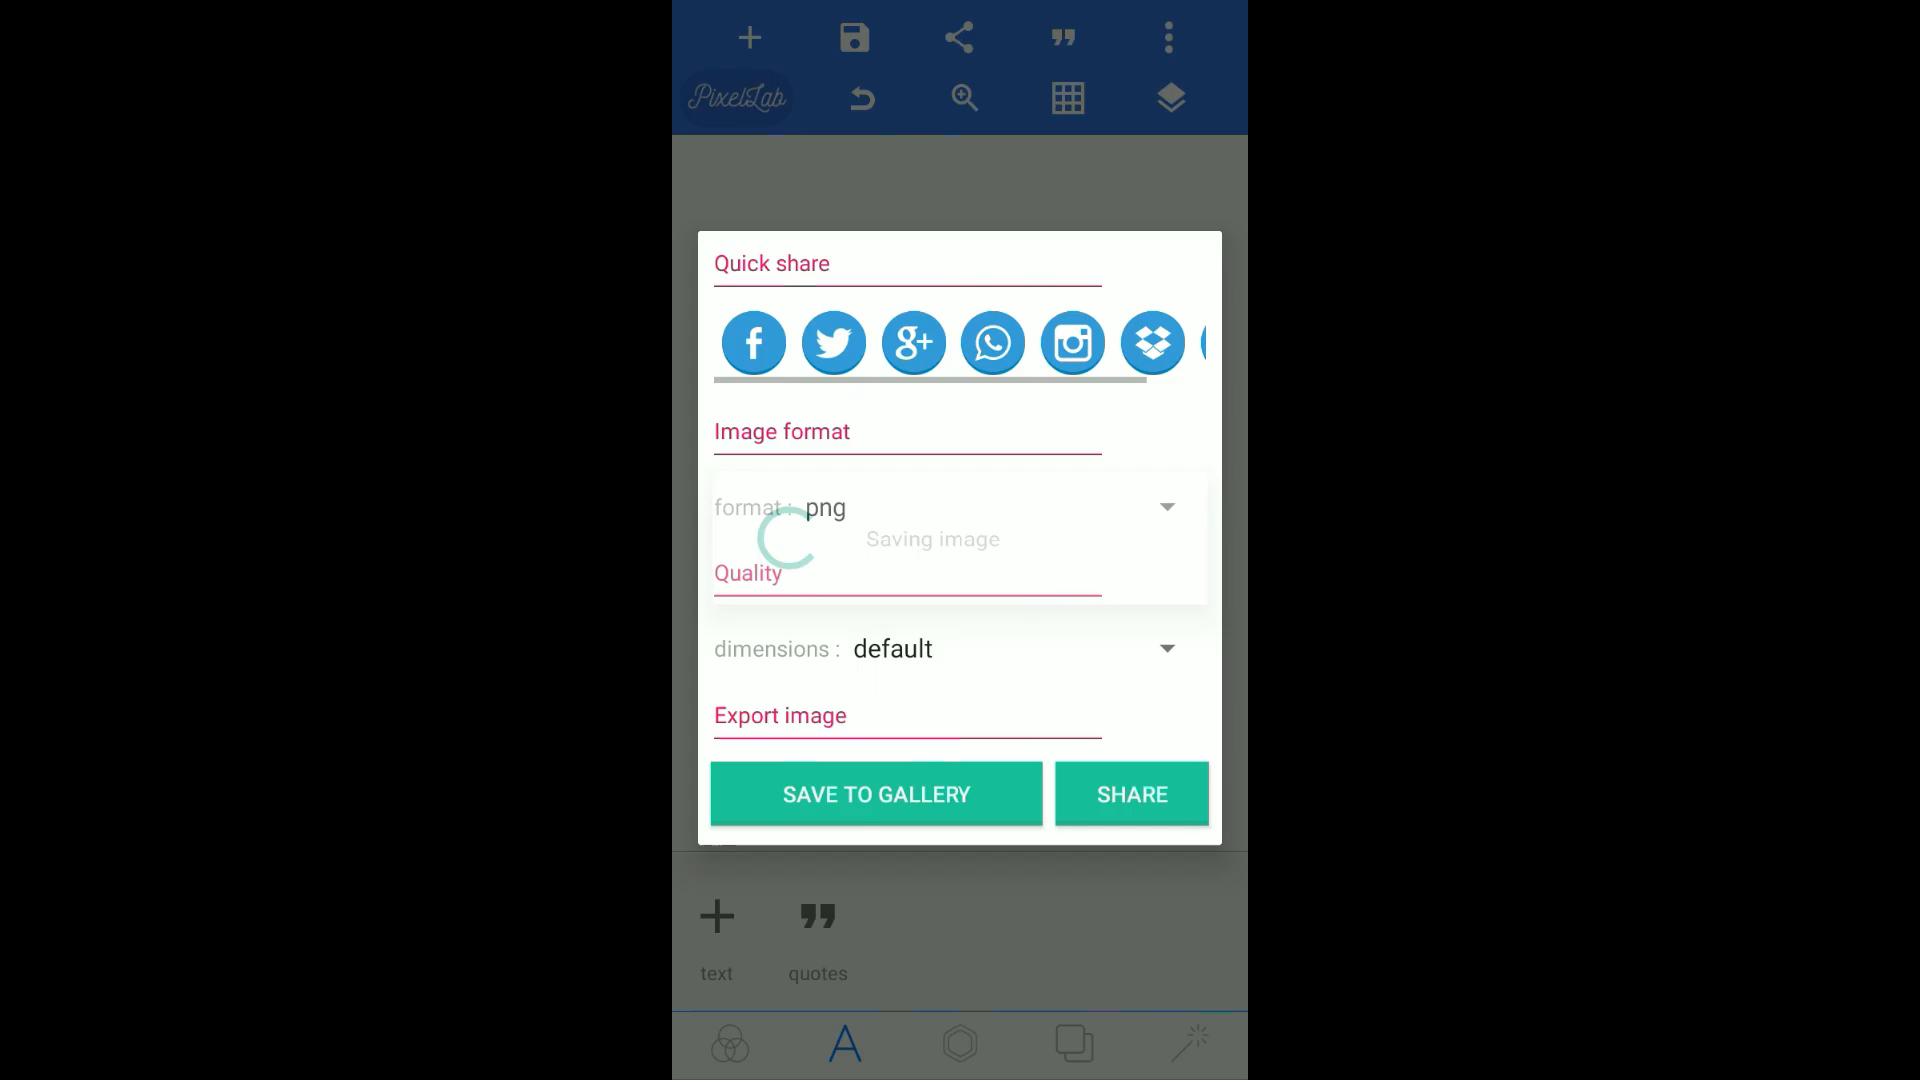 PixelLab
Quick share
Image format
format : png
Saving image
Quality
dimensions : default
Export image
SAVE TO GALLERY
SHARE
text
quotes